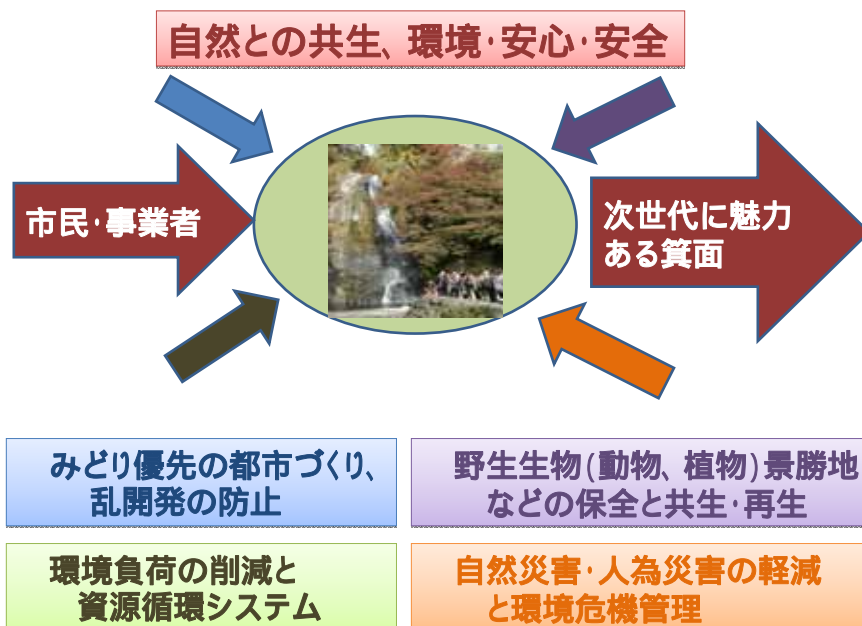 自然との共生、環境・安心・安全
市民・事業者
次世代に魅力
ある箕面
みどり優先の都市づくり、
乱開発の防止
野生生物(動物、植物)景勝地
などの保全と共生・再生
環境負荷の削減と
資源循環システム
自然災害・人為災害の軽減
と環境危機管理